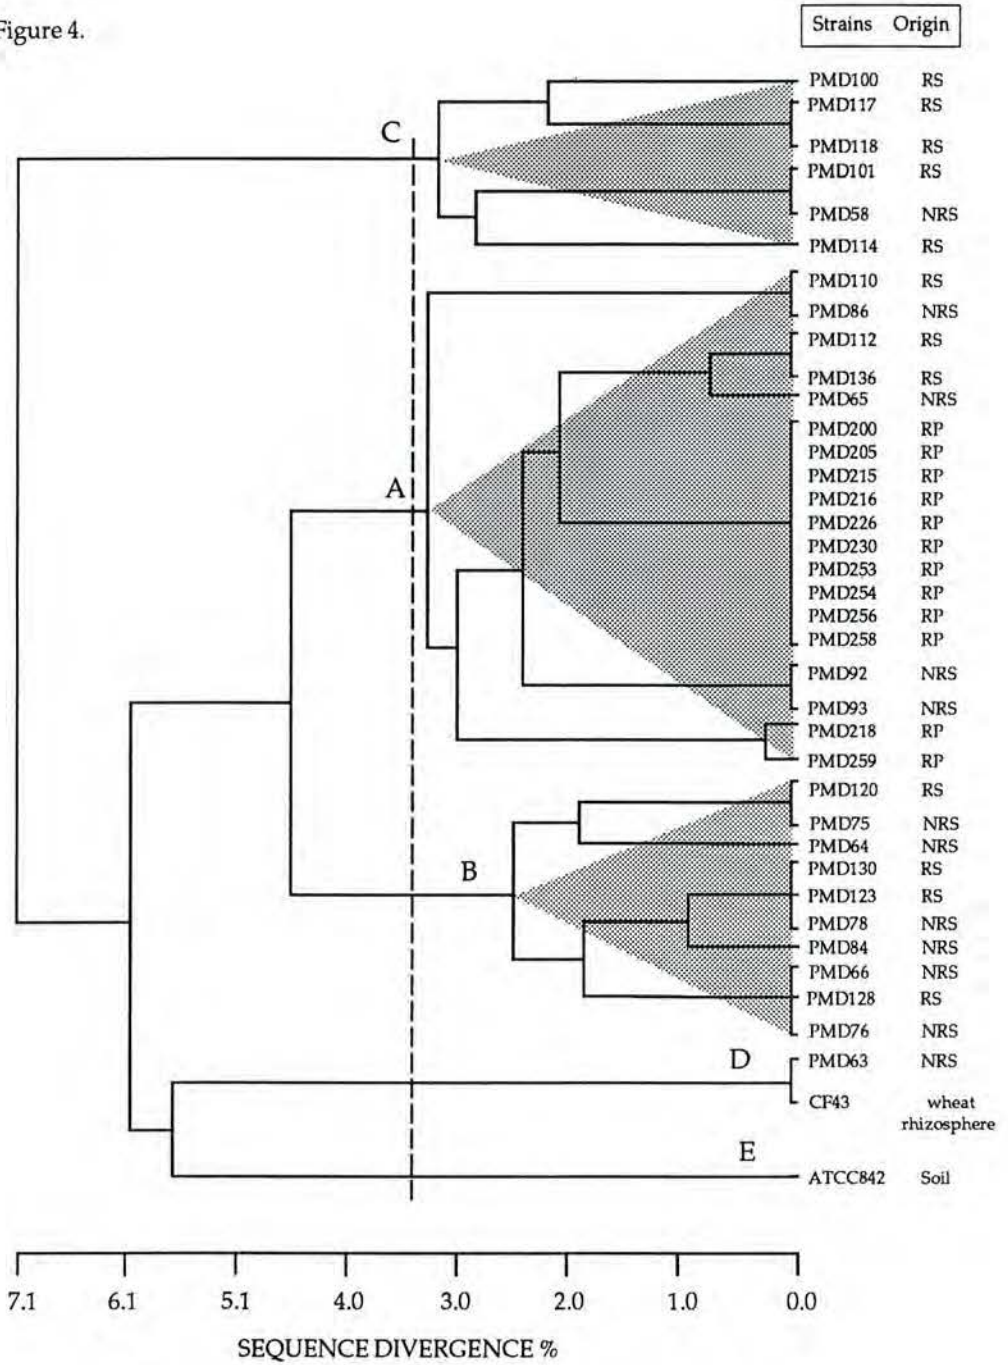 Figure 4.
Strains Origin
PMD100 RS
PMD117 RS
C
PMD118 RS
PMD101 RS
PMD58 NRS
PMD114 RS
PMD110 RS
PMD86 NRS
PMD112 RS
PMD136 RS
PMD65 NRS
PMD200 RP
PMD205 RP
PMD215 RP
A
PMD216 RP
PMD226 RP
PMD230 RP
PMD253 RP
PMD254 RP
PMD256 RP
PMD258 RP
PMD92 NRS
PMD93 NRS
PMD218 RP
PMD259 RP
PMD120 RS
PMD75 NRS
PMD64 NRS
B
PMD130 RS
PMD123 RS
PMD78 NRS
PMD84 NRS
PMD66 NRS
PMD128 RS
PMD76 NRS
D
PMD63 NRS
CF43 wheat
rhizosphere
E
ATCC842 Soil
7.1 6.1 5.1 4.0 3.0 2.0 1.0 0.0
SEQUENCE DIVERGENCE %